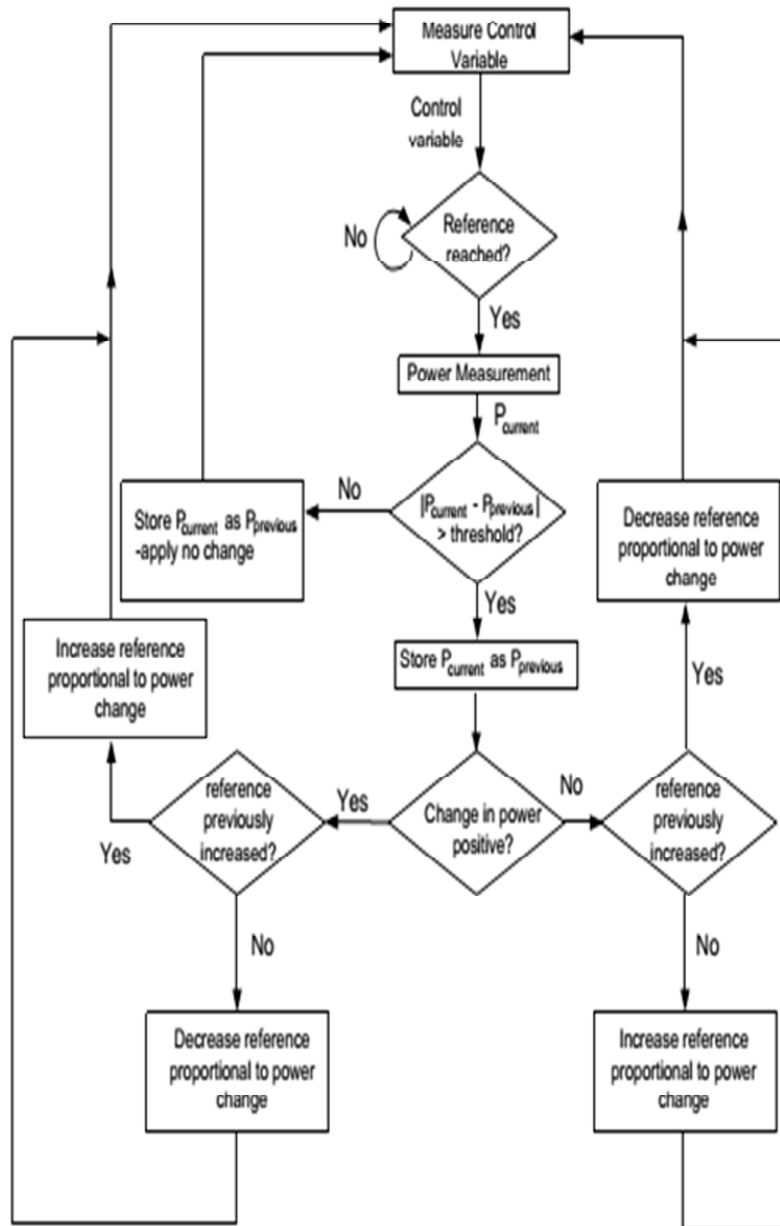 Measure Control
Variable
Control
variable
Reference
reached?
No
Yes
Power Measurement
Pcurrent
|Pcurrent - Pprevious|
> threshold?
No
Store Pcurrent as Pprevious
-apply no change
Yes
Store Pcurrent as Pprevious
Change in power
positive?
Yes
reference
previously
increased?
Yes
Increase reference
proportional to power
change
No
Decrease reference
proportional to power
change
No
reference
previously
increased?
Yes
Decrease reference
proportional to power
change
No
Increase reference
proportional to power
change